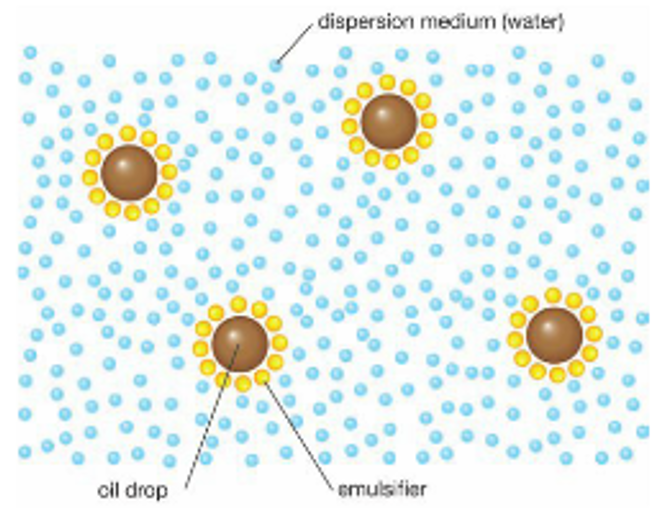 dispersion medium (water)
oil drop
emulsifier